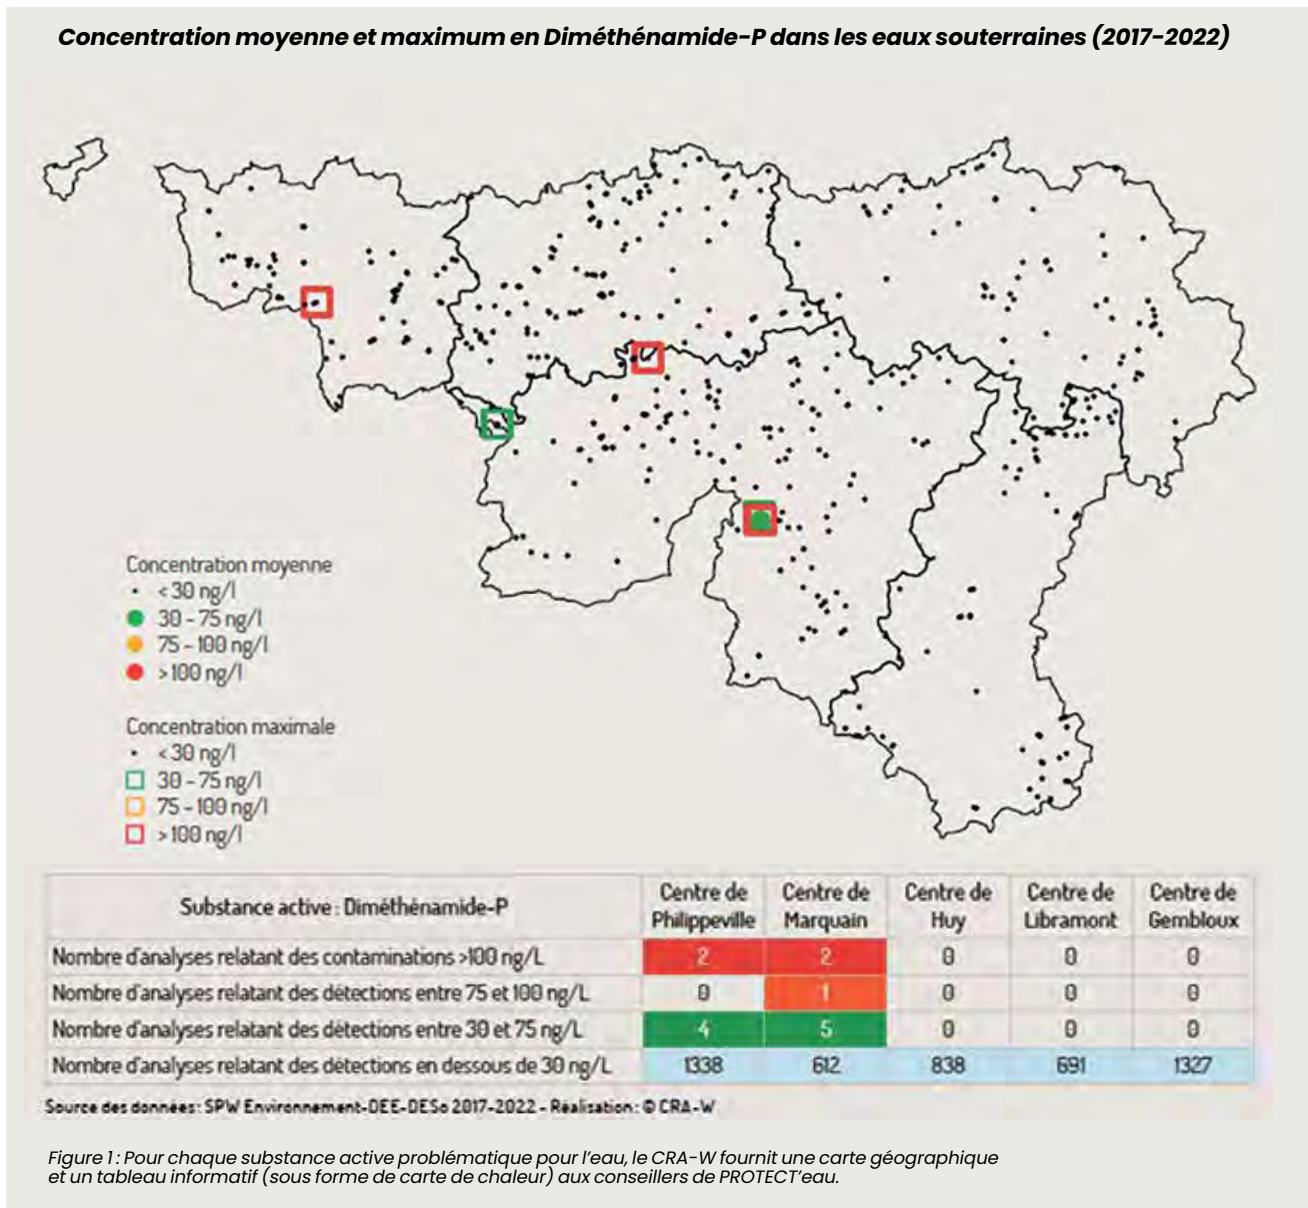 Concentration moyenne et maximum en Diméthénamide-P dans les eaux souterraines (2017-2022)
Concentration moyenne
< 30 ng/l
30 - 75 ng/l
75 - 100 ng/l
> 100 ng/l
Concentration maximale
< 30 ng/l
30 - 75 ng/l
75 - 100 ng/l
> 100 ng/l
Substance active : Diméthénamide-P Centre de Philippeville Centre de Marquain Centre de Huy Centre de Libramont Centre de Gembloux
Nombre d'analyses relatant des contaminations >100 ng/L 2 2 0 0 0
Nombre d'analyses relatant des détections entre 75 et 100 ng/L 0 1 0 0 0
Nombre d'analyses relatant des détections entre 30 et 75 ng/L 4 5 0 0 0
Nombre d'analyses relatant des détections en dessous de 30 ng/L 1338 612 838 691 1327
Source des données : SPW Environnement-DEE-DESo 2017-2022 - Réalisation : © CRA-W
Figure 1 : Pour chaque substance active problématique pour l'eau, le CRA-W fournit une carte géographique
et un tableau informatif (sous forme de carte de chaleur) aux conseillers de PROTECT'eau.